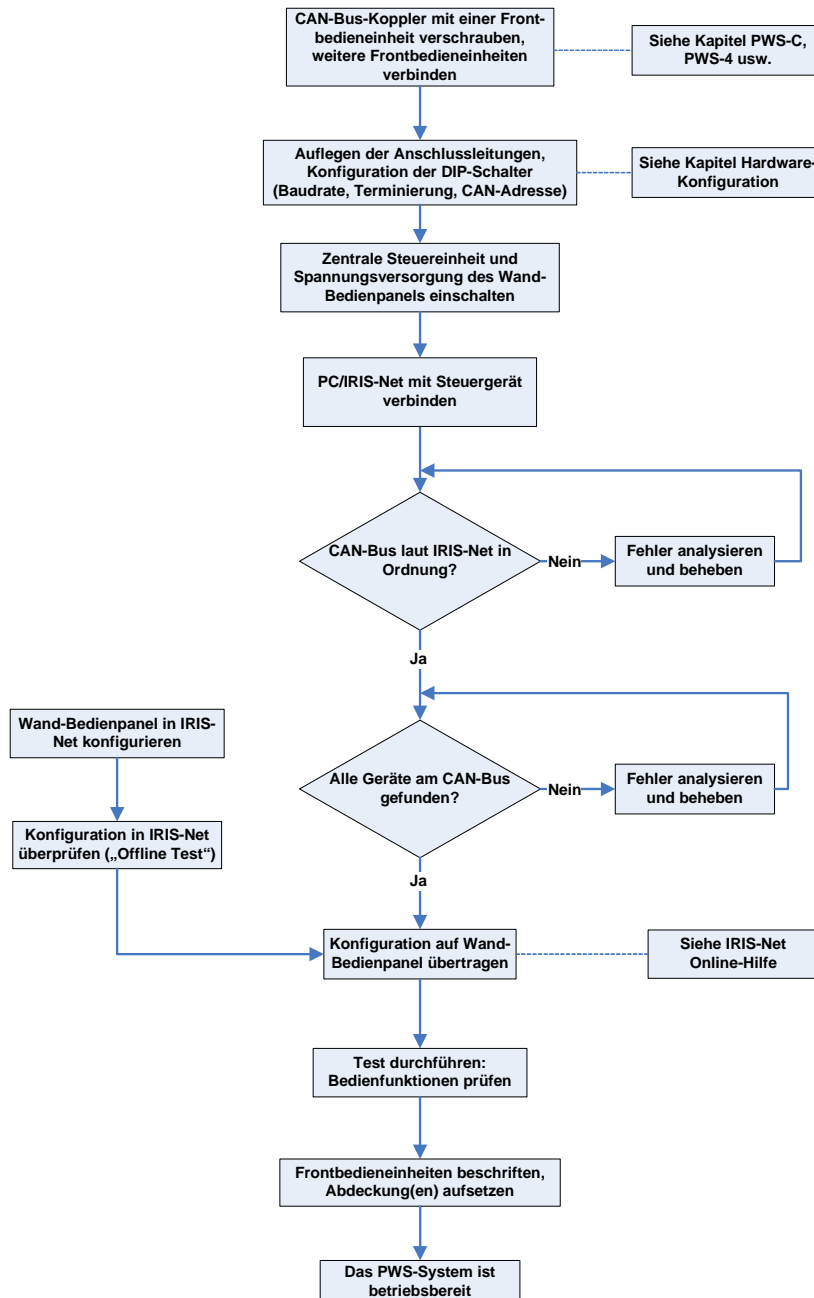 CAN-Bus-Koppler mit einer Front-
bedieneinheit verschrauben,
weitere Frontbedieneinheiten
verbinden
Siehe Kapitel PWS-C,
PWS-4 usw.
Auflegen der Anschlussleitungen,
Konfiguration der DIP-Schalter
(Baudrate, Terminierung, CAN-Adresse)
Siehe Kapitel Hardware-
Konfiguration
Zentrale Steuereinheit und
Spannungsversorgung des Wand-
Bedienpanels einschalten
PC/IRIS-Net mit Steuergerät
verbinden
CAN-Bus laut IRIS-Net in
Ordnung?
Nein
Fehler analysieren
und beheben
Ja
Wand-Bedienpanel in IRIS-
Net konfigurieren
Alle Geräte am CAN-Bus
gefunden?
Nein
Fehler analysieren
und beheben
Konfiguration in IRIS-Net
überprüfen („Offline Test“)
Ja
Konfiguration auf Wand-
Bedienpanel übertragen
Siehe IRIS-Net
Online-Hilfe
Test durchführen:
Bedienfunktionen prüfen
Frontbedieneinheiten beschriften,
Abdeckung(en) aufsetzen
Das PWS-System ist
betriebsbereit